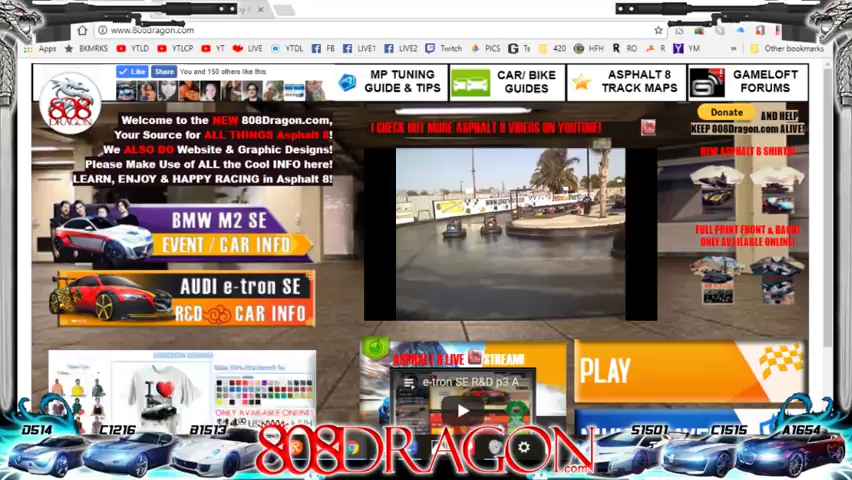 www.808dragon.com
Apps
BKMRKS
YTLD
YTLCP
YT
LIVE
YTDL
FB
LIVE1
LIVE2
Twitch
PICS
Ts
420
HFH
RO
R
YM
Other bookmarks
Like
Share
You and 150 others like this.
MP TUNING
GUIDE & TIPS
CAR/ BIKE
GUIDES
ASPHALT 8
TRACK MAPS
GAMELOFT
FORUMS
808
DRAGON
Welcome to the NEW 808Dragon.com,
Your Source for ALL THINGS Asphalt 8!
We ALSO DO Website & Graphic Designs!
Please Make Use of ALL the Cool INFO here!
LEARN, ENJOY & HAPPY RACING in Asphalt 8!
CHECK OUT MORE ASPHALT 8 VIDEOS ON YOUTUBE!
Donate
AND HELP
KEEP 808Dragon.com ALIVE!
NEW ASPHALT 8 SHIRTS!
FULL PRINT FRONT & BACK!
ONLY AVAILABLE ONLINE!
BMW M2 SE
EVENT / CAR INFO
AUDI e-tron SE
R&D CAR INFO
I
ONLY AVAILABLE ONLINE!
ASPHALT 8 LIVE STREAM!
e-tron SE R&D p3 A
PLAY
DS14
C1216
B1513
808DRAGON
.com
S1501
C1515
A1654